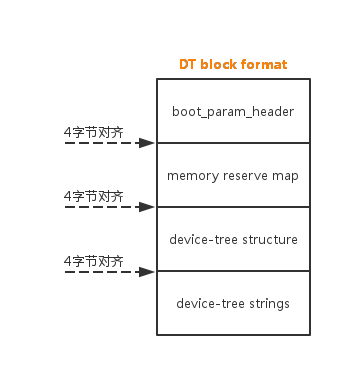 DT block format
boot_param_header
4字节对齐
memory reserve map
4字节对齐
device-tree structure
4字节对齐
device-tree strings